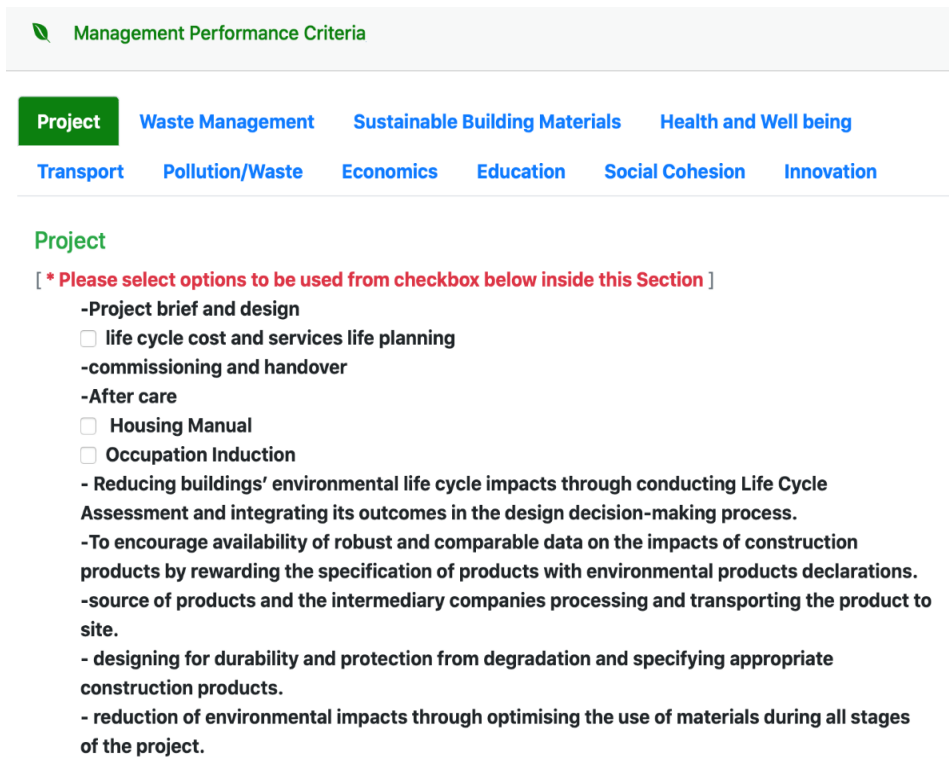 Management Performance Criteria
Project Waste Management Sustainable Building Materials Health and Well being
Transport Pollution/Waste Economics Education Social Cohesion Innovation
Project
[ * Please select options to be used from checkbox below inside this Section ]
-Project brief and design
life cycle cost and services life planning
-commissioning and handover
-After care
Housing Manual
Occupation Induction
- Reducing buildings’ environmental life cycle impacts through conducting Life Cycle
Assessment and integrating its outcomes in the design decision-making process.
-To encourage availability of robust and comparable data on the impacts of construction
products by rewarding the specification of products with environmental products declarations.
-source of products and the intermediary companies processing and transporting the product to
site.
- designing for durability and protection from degradation and specifying appropriate
construction products.
- reduction of environmental impacts through optimising the use of materials during all stages
of the project.